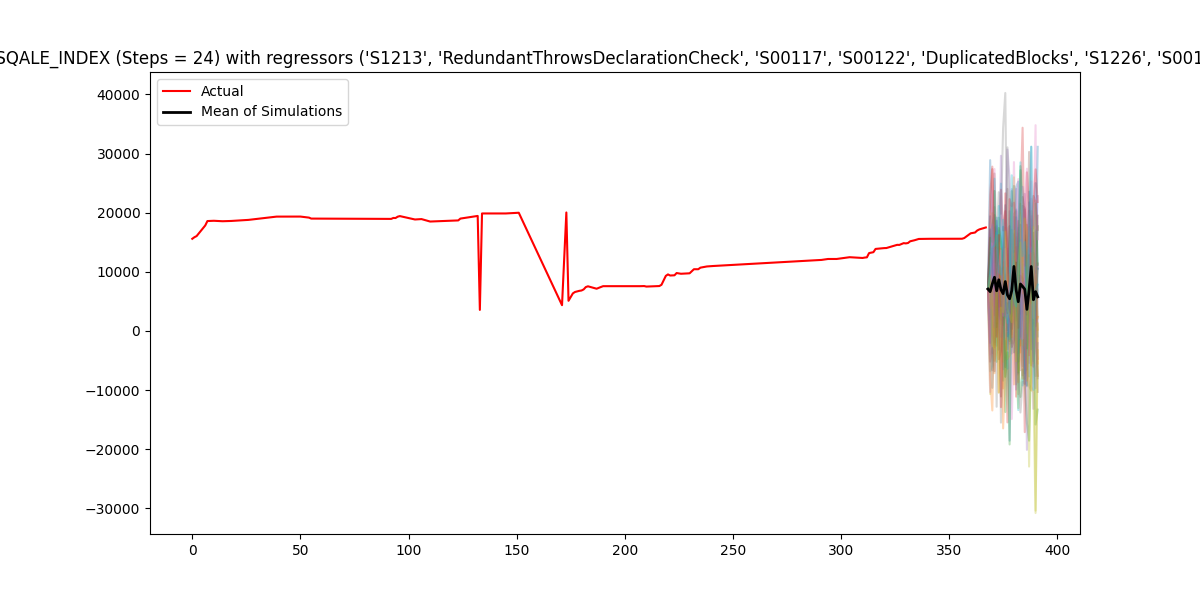 SQALE_INDEX (Steps = 24) with regressors ('S1213', 'RedundantThrowsDeclarationCheck', 'S00117', 'S00122', 'DuplicatedBlocks', 'S1226', 'S001
Actual
Mean of Simulations
40000
30000
20000
10000
0
−10000
−20000
−30000
0 50 100 150 200 250 300 350 400